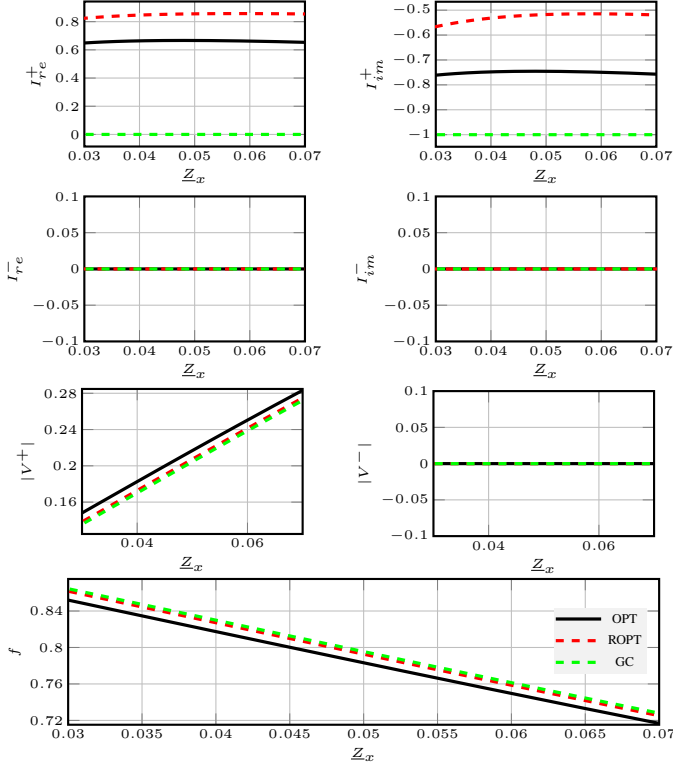 0.8
0.6
0.4
0.2
0
0.03 0.04 0.05 0.06 0.07
I_{re}^{+}
Z_x
−0.5
−0.6
−0.7
−0.8
−0.9
−1
0.03 0.04 0.05 0.06 0.07
I_{im}^{+}
Z_x
0.1
0.05
0
−0.05
−0.1
0.03 0.04 0.05 0.06 0.07
I_{re}^{−}
Z_x
0.1
0.05
0
−0.05
−0.1
0.03 0.04 0.05 0.06 0.07
I_{im}^{−}
Z_x
0.28
0.24
0.2
0.16
0.04 0.06
|V^{+}|
Z_x
0.1
0.05
0
−0.05
−0.1
0.04 0.06
|V^{−}|
Z_x
0.84
0.8
0.76
0.72
0.03 0.035 0.04 0.045 0.05 0.055 0.06 0.065 0.07
f
Z_x
OPT
ROPT
GC